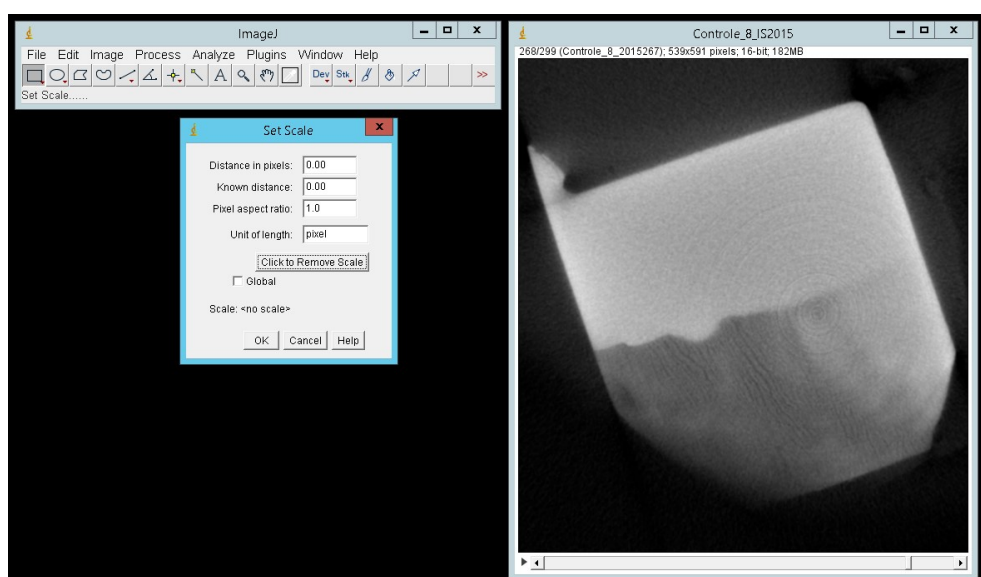 ImageJ
File Edit Image Process Analyze Plugins Window Help
A Dev Stk >>
Set Scale......
Set Scale
Distance in pixels: 0.00
Known distance: 0.00
Pixel aspect ratio: 1.0
Unit of length: pixel
Click to Remove Scale
Global
Scale: <no scale>
OK Cancel Help
Controle_8_IS2015
268/299 (Controle_8_2015267); 539x591 pixels; 16-bit; 182MB